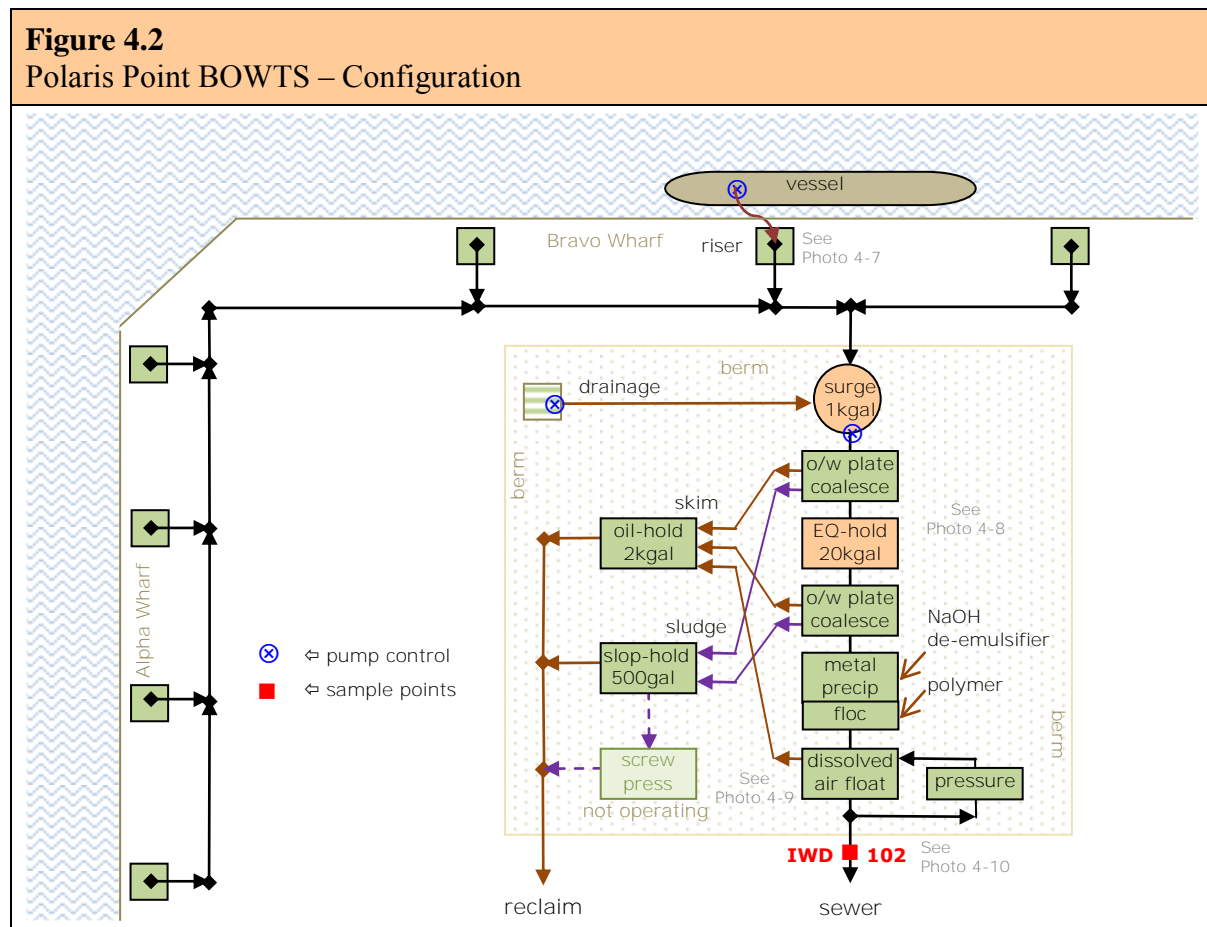 Figure 4.2
Polaris Point BOWTS – Configuration
vessel
Bravo Wharf
riser
See
Photo 4-7
berm
drainage
surge
1kgal
berm
o/w plate
coalesce
skim
See
Photo 4-8
oil-hold
2kgal
EQ-hold
20kgal
Alpha Wharf
o/w plate
coalesce
NaOH
de-emulsifier
sludge
⊗ ⇦ pump control
slop-hold
500gal
metal
precip
polymer
■ ⇦ sample points
floc
berm
screw
press
not operating
See
Photo 4-9
dissolved
air float
pressure
IWD ■ 102
See
Photo 4-10
reclaim
sewer